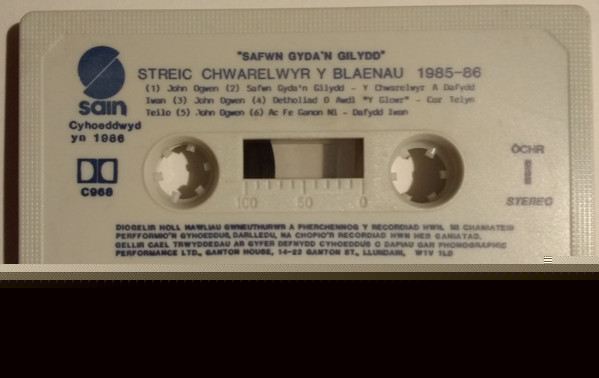 "SAFWN GYDA'N GILYDD"
STREIC CHWARELWYR Y BLAENAU 1985-86
(1) John Ogwen (2) Safwn Gyda'n Gilydd - Y Chwarelwyr A Dafydd
Iwan (3) John Ogwen (4) Detholiad O Awdl "Y Glowr" - Cor Telyn
Teilo (5) John Ogwen (6) Ac Fe Ganon Ni - Dafydd Iwan
sain
Cyhoeddwyd
yn 1986
C968
100 50 0
OCHR
1
STEREO
DIOGELIR HOLL HAWLIAU GWNEUTHURWR A PHERCHENNOG Y RECORDIAD HWN. NI CHANIATEIR
PERFFORMIO'N GYHOEDDUS, DARLLEDU, NA CHOPIO'R RECORDIAD HWN HEB GANIATAD.
GELLIR CAEL TRWYDDEDAU AR GYFER DEFNYDD CYHOEDDUS O DAPIAU GAN PHONOGRAPHIC
PERFORMANCE LTD., GANTON HOUSE, 14-22 GANTON ST., LLUNDAIN, W1V 1LB